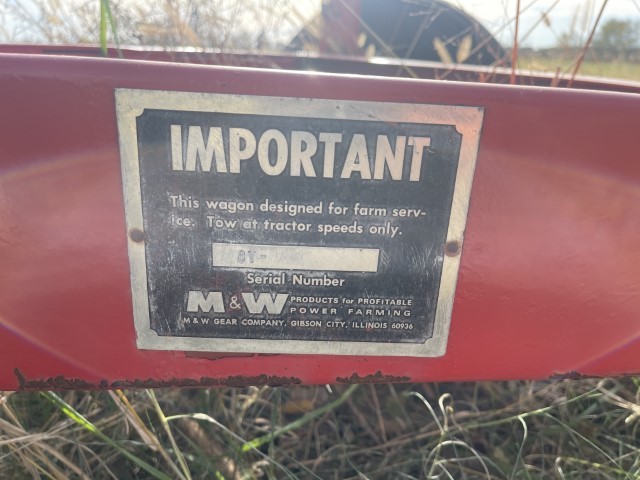 IMPORTANT
This wagon designed for farm serv-
ice. Tow at tractor speeds only.
8T-
Serial Number
M & W PRODUCTS for PROFITABLE
POWER FARMING
M & W GEAR COMPANY, GIBSON CITY, ILLINOIS 60936